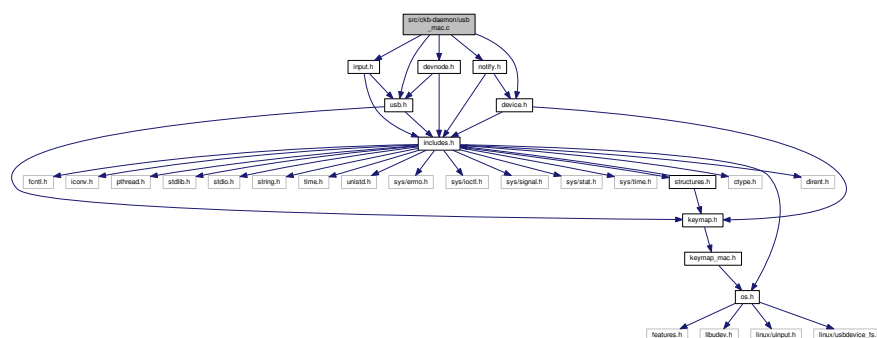 src/ckb-daemon/usb
_mac.c
input.h
devnode.h
notify.h
usb.h
device.h
includes.h
fcntl.h
iconv.h
pthread.h
stdlib.h
stdio.h
string.h
time.h
unistd.h
sys/errno.h
sys/ioctl.h
sys/signal.h
sys/stat.h
sys/time.h
structures.h
ctype.h
dirent.h
keymap.h
keymap_mac.h
os.h
features.h
libudev.h
linux/uinput.h
linux/usbdevice_fs.h